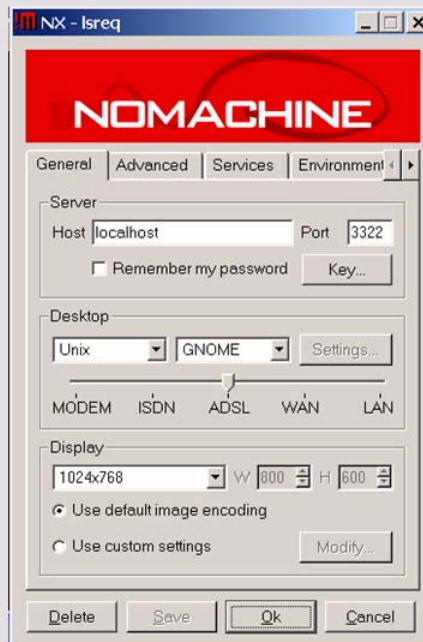 NX - lsreq
NOMACHINE
General Advanced Services Environment
Server
Host localhost Port 3322
Remember my password Key...
Desktop
Unix GNOME Settings...
MODEM ISDN ADSL WAN LAN
Display
1024x768 W 800 H 600
Use default image encoding
Use custom settings Modify...
Delete Save Ok Cancel